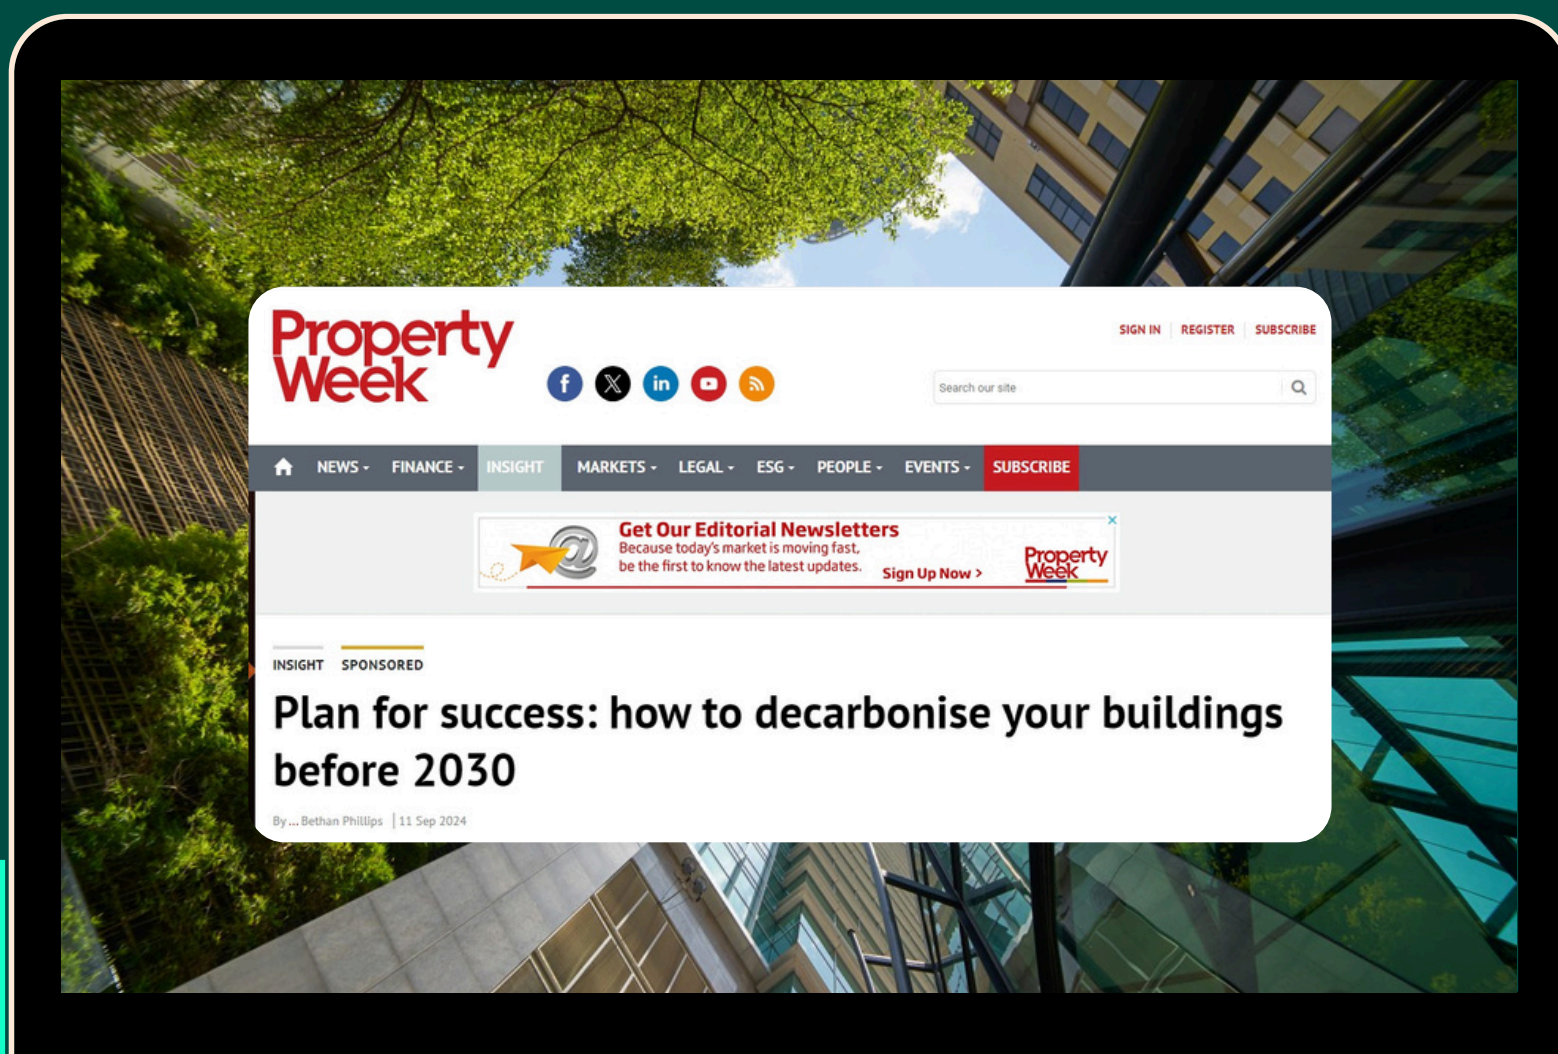 Property
Week
SIGN IN REGISTER SUBSCRIBE
Search our site
NEWS FINANCE INSIGHT MARKETS LEGAL ESG PEOPLE EVENTS SUBSCRIBE
Get Our Editorial Newsletters
Because today's market is moving fast,
be the first to know the latest updates.
Sign Up Now >
Property
Week
INSIGHT SPONSORED
Plan for success: how to decarbonise your buildings
before 2030
By ... Bethan Phillips | 11 Sep 2024